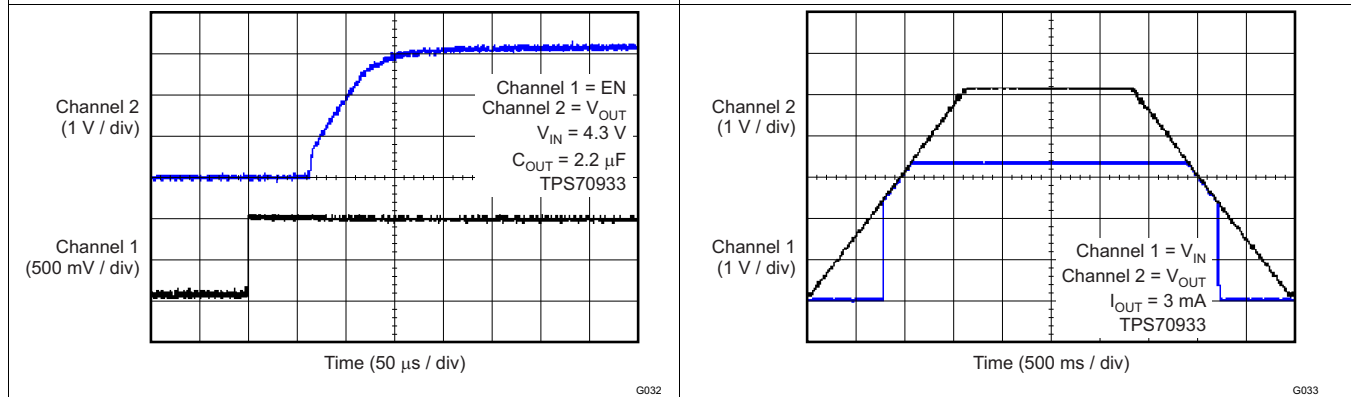 Channel 2
(1 V / div)
Channel 1
(500 mV / div)
Channel 1 = EN
Channel 2 = VOUT
VIN = 4.3 V
COUT = 2.2 μF
TPS70933
Time (50 μs / div)
G032
Channel 2
(1 V / div)
Channel 1
(1 V / div)
Channel 1 = VIN
Channel 2 = VOUT
IOUT = 3 mA
TPS70933
Time (500 ms / div)
G033